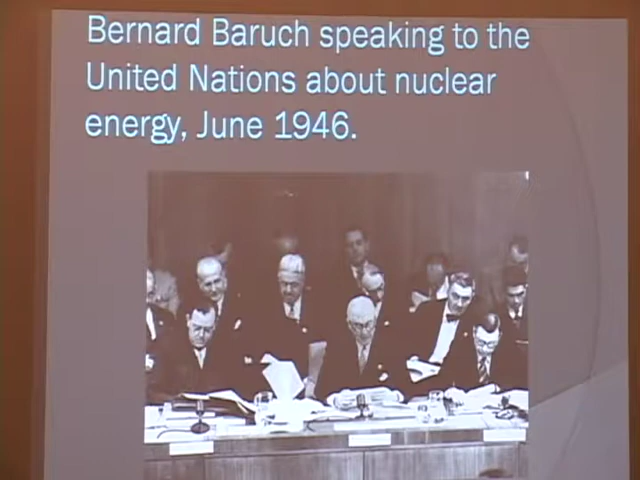 Bernard Baruch speaking to the
United Nations about nuclear
energy, June 1946.